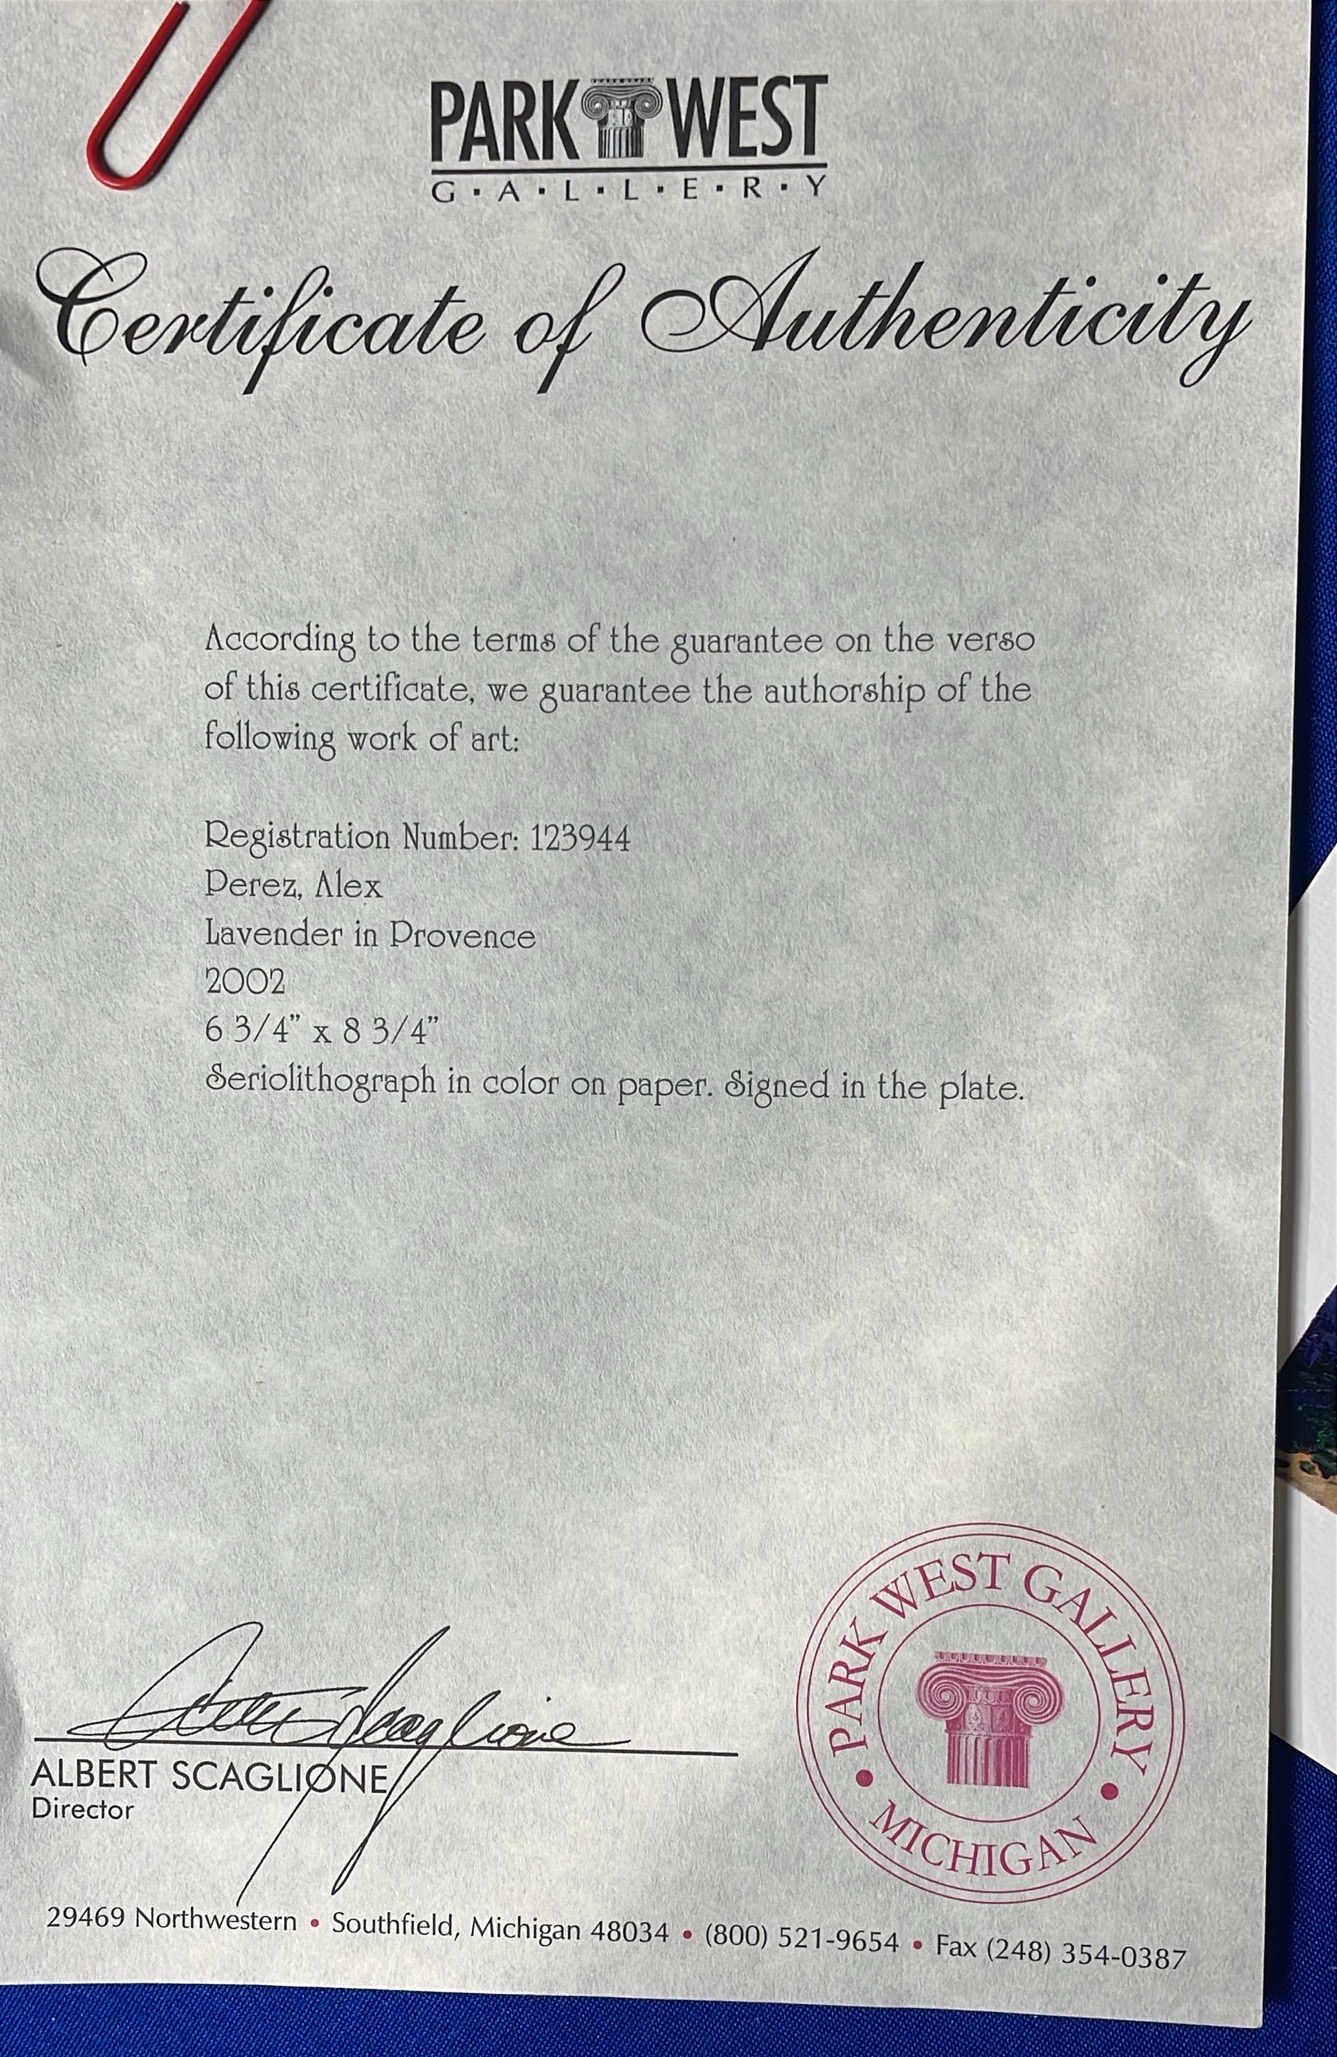 PARK WEST
G·A·L·L·E·R·Y
Certificate of Authenticity
According to the terms of the guarantee on the verso
of this certificate, we guarantee the authorship of the
following work of art:
Registration Number: 123944
Perez, Alex
Lavender in Provence
2002
6 3/4” x 8 3/4”
Seriolithograph in color on paper. Signed in the plate.
Albert Scaglione
ALBERT SCAGLIONE
Director
PARK WEST GALLERY
• MICHIGAN •
29469 Northwestern • Southfield, Michigan 48034 • (800) 521-9654 • Fax (248) 354-0387